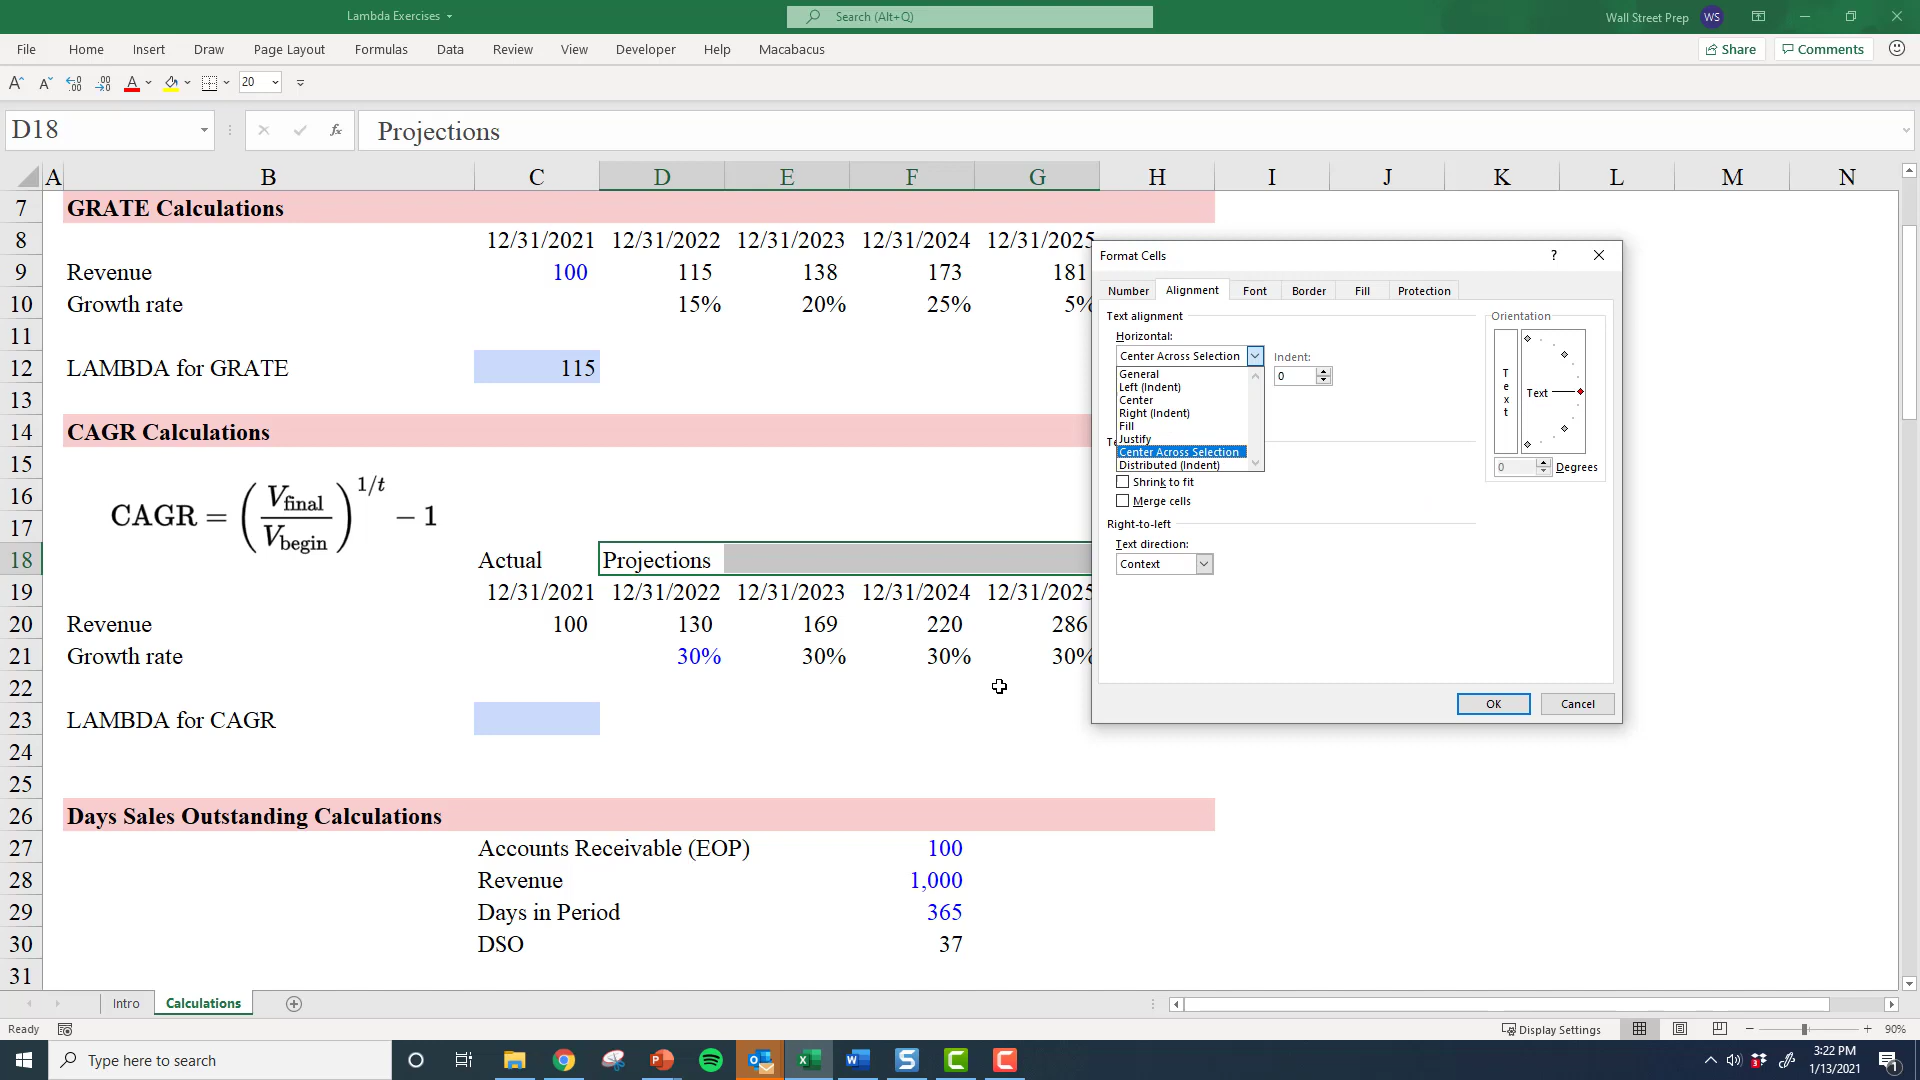 Lambda Exercises
Search (Alt+Q)
Wall Street Prep WS
File Home Insert Draw Page Layout Formulas Data Review View Developer Help Macabacus Share Comments
20
D18 fx Projections
A B C D E F G H I J K L M N
7 GRATE Calculations
8 12/31/2021 12/31/2022 12/31/2023 12/31/2024 12/31/2025
9 Revenue 100 115 138 173 181
10 Growth rate 15% 20% 25% 5%
11
12 LAMBDA for GRATE 115
13
14 CAGR Calculations
15
16
17
CAGR = (Vfinal / Vbegin)^1/t − 1
18 Actual Projections
19 12/31/2021 12/31/2022 12/31/2023 12/31/2024 12/31/2025
20 Revenue 100 130 169 220 286
21 Growth rate 30% 30% 30% 30%
22
23 LAMBDA for CAGR
24
25
26 Days Sales Outstanding Calculations
27 Accounts Receivable (EOP) 100
28 Revenue 1,000
29 Days in Period 365
30 DSO 37
31
Format Cells ?
Number Alignment Font Border Fill Protection
Text alignment
Horizontal:
Center Across Selection
Indent:
0
General
Left (Indent)
Center
Right (Indent)
Fill
Justify
Center Across Selection
Distributed (Indent)
Te
Shrink to fit
Merge cells
Right-to-left
Text direction:
Context
Orientation
Text
Text
0 Degrees
OK Cancel
Intro Calculations
Ready
Display Settings
90%
Type here to search
3:22 PM
1/13/2021